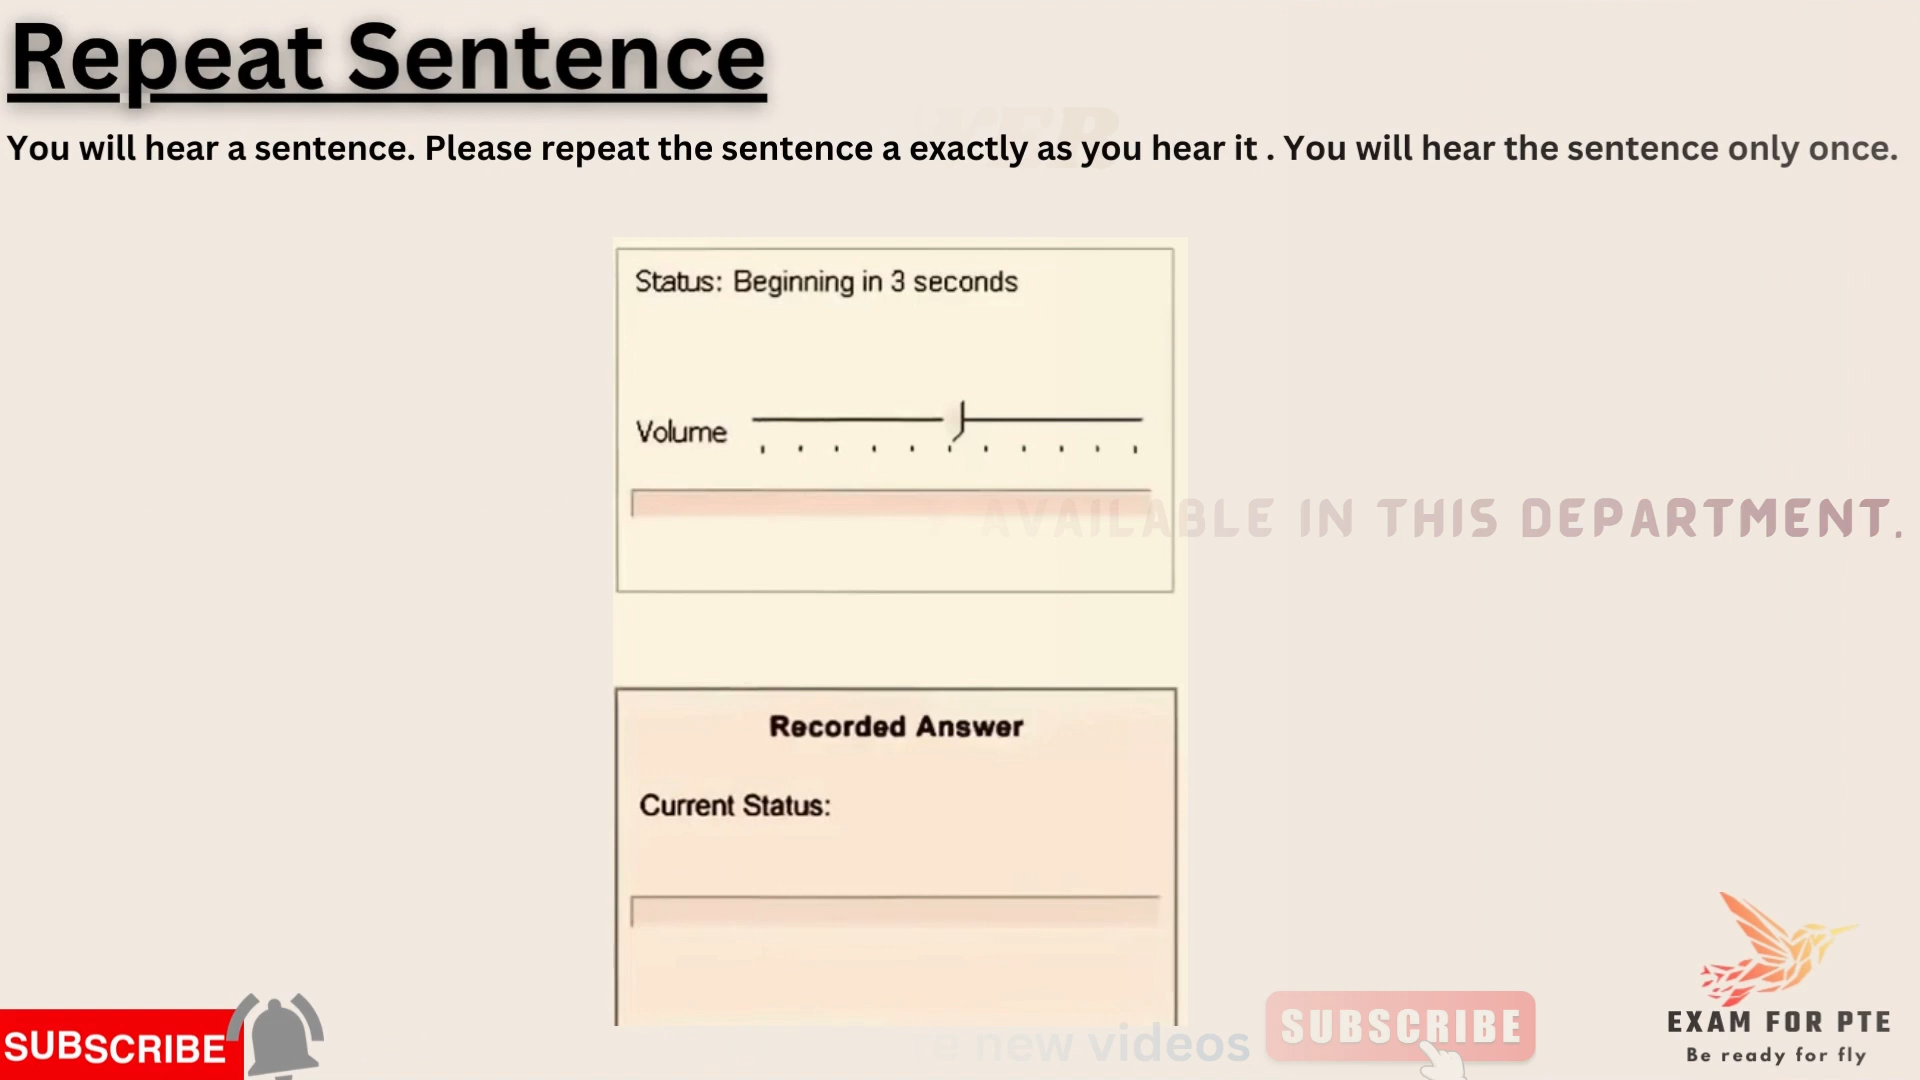 Repeat Sentence
You will hear a sentence. Please repeat the sentence a exactly as you hear it . You will hear the sentence only once.
Status: Beginning in 3 seconds
Volume
AVAILABLE IN THIS DEPARTMENT.
Recorded Answer
Current Status:
SUBSCRIBE
new videos
SUBSCRIBE
EXAM FOR PTE
Be ready for fly